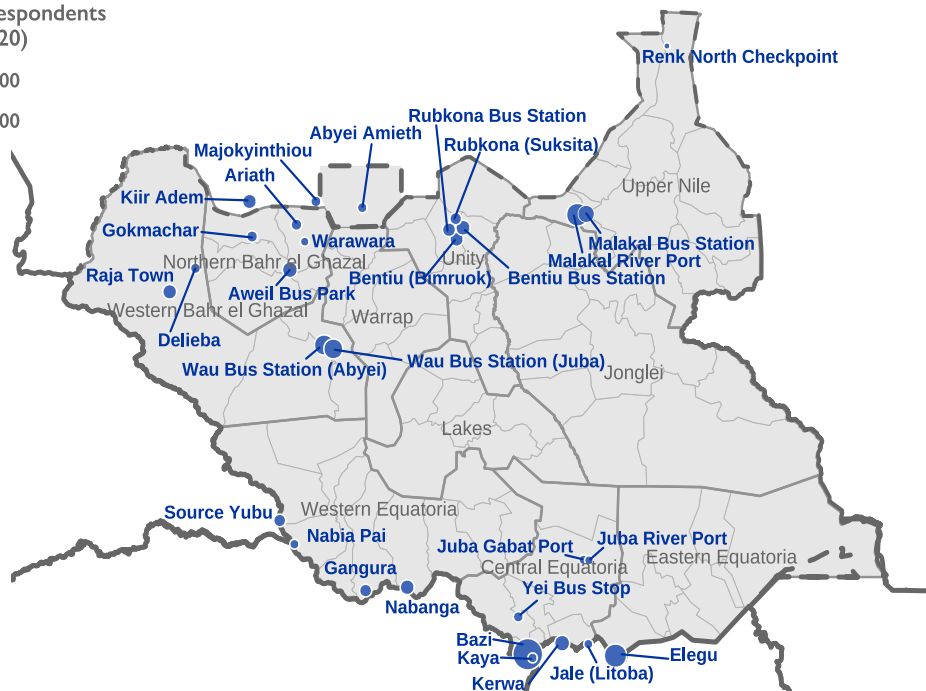 espondents
20)
00
00
Renk North Checkpoint
Rubkona Bus Station
Abyei Amieth
Rubkona (Suksita)
Majokyinthiou
Ariath
Upper Nile
Kiir Adem
Gokmachar
Warawara
Malakal Bus Station
Unity
Malakal River Port
Northern Bahr el Ghazal
Raja Town
Bentiu (Bimruok)
Bentiu Bus Station
Aweil Bus Park
Western Bahr el Ghazal
Warrap
Delieba
Wau Bus Station (Abyei)
Wau Bus Station (Juba)
Jonglei
Lakes
Source Yubu
Western Equatoria
Nabia Pai
Juba Gabat Port
Juba River Port
Eastern Equatoria
Gangura
Central Equatoria
Yei Bus Stop
Nabanga
Bazi
Kaya
Elegu
Jale (Litoba)
Kerwa